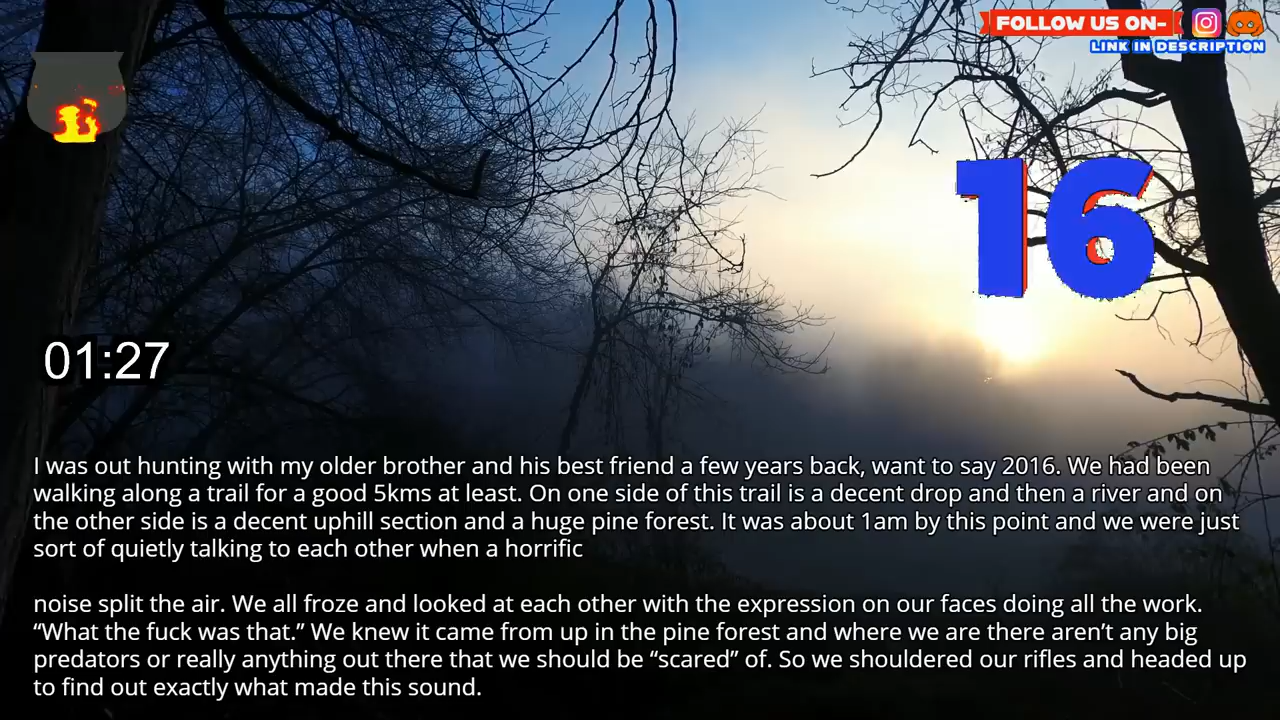 FOLLOW US ON-
LINK IN DESCRIPTION
16
01:27
I was out hunting with my older brother and his best friend a few years back, want to say 2016. We had been
walking along a trail for a good 5kms at least. On one side of this trail is a decent drop and then a river and on
the other side is a decent uphill section and a huge pine forest. It was about 1am by this point and we were just
sort of quietly talking to each other when a horrific
noise split the air. We all froze and looked at each other with the expression on our faces doing all the work.
“What the fuck was that.” We knew it came from up in the pine forest and where we are there aren’t any big
predators or really anything out there that we should be “scared” of. So we shouldered our rifles and headed up
to find out exactly what made this sound.